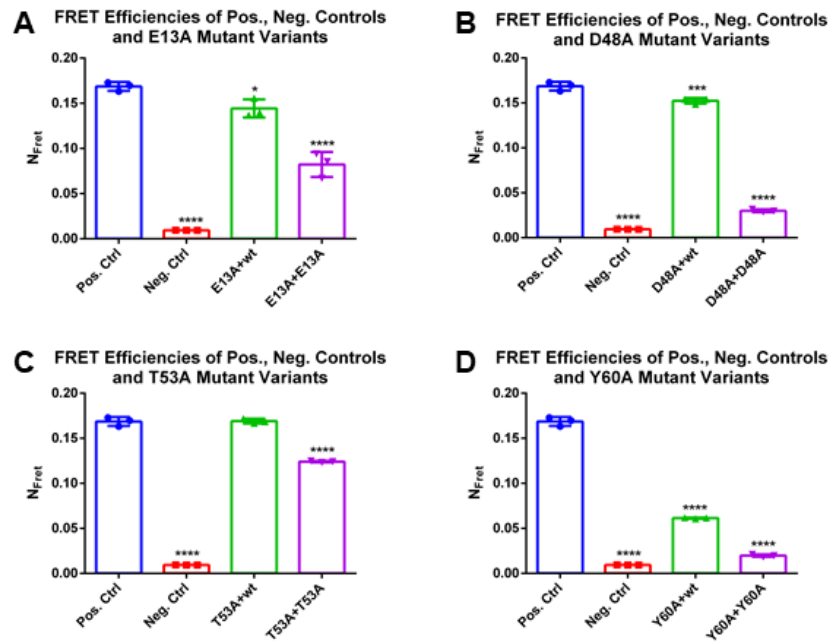 A
FRET Efficiencies of Pos., Neg. Controls
and E13A Mutant Variants
N_Fret
0.20
0.15
0.10
0.05
0.00
****
*
****
Pos. Ctrl
Neg. Ctrl
E13A+wt
E13A+E13A
B
FRET Efficiencies of Pos., Neg. Controls
and D48A Mutant Variants
N_Fret
0.20
0.15
0.10
0.05
0.00
****
***
****
Pos. Ctrl
Neg. Ctrl
D48A+wt
D48A+D48A
C
FRET Efficiencies of Pos., Neg. Controls
and T53A Mutant Variants
N_Fret
0.20
0.15
0.10
0.05
0.00
****
****
Pos. Ctrl
Neg. Ctrl
T53A+wt
T53A+T53A
D
FRET Efficiencies of Pos., Neg. Controls
and Y60A Mutant Variants
N_Fret
0.20
0.15
0.10
0.05
0.00
****
****
****
Pos. Ctrl
Neg. Ctrl
Y60A+wt
Y60A+Y60A